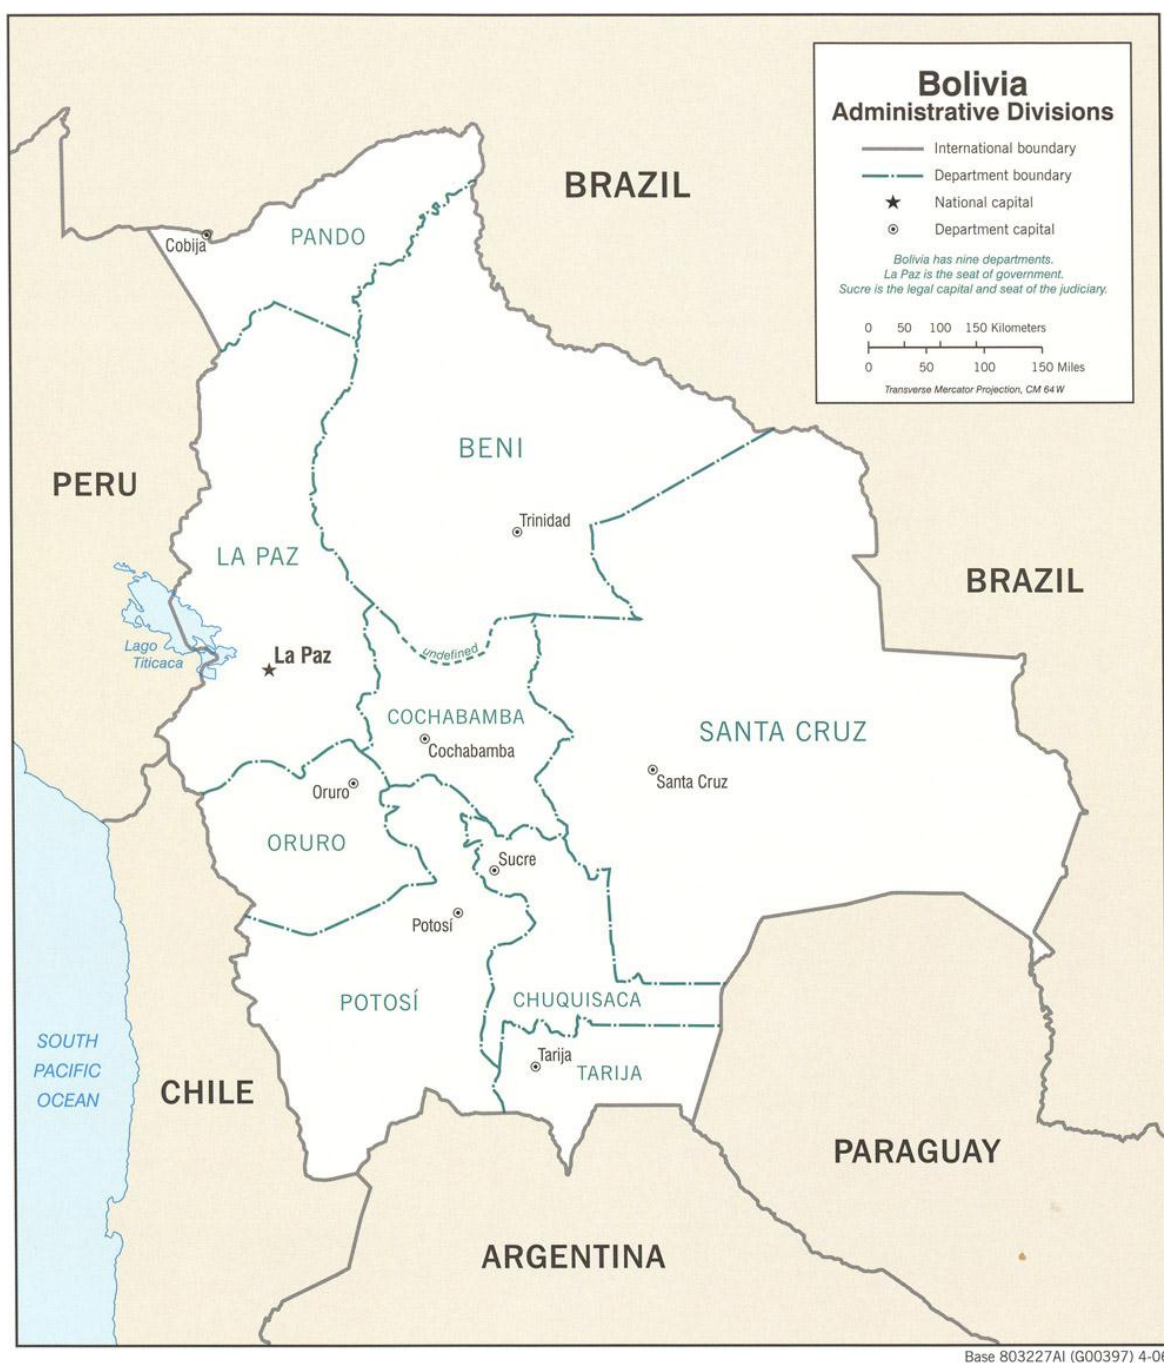 Bolivia
Administrative Divisions
International boundary
Department boundary
National capital
Department capital
Bolivia has nine departments.
La Paz is the seat of government.
Sucre is the legal capital and seat of the judiciary.
0 50 100 150 Kilometers
0 50 100 150 Miles
Transverse Mercator Projection, CM 64 W
BRAZIL
PANDO
Cobija
BENI
PERU
Trinidad
LA PAZ
BRAZIL
Lago
Titicaca
La Paz
undefined
COCHABAMBA
Cochabamba
SANTA CRUZ
Santa Cruz
Oruro
ORURO
Sucre
Potosí
POTOSÍ
CHUQUISACA
SOUTH
PACIFIC
OCEAN
Tarija
TARIJA
CHILE
PARAGUAY
ARGENTINA
Base 803227AI (G00397) 4-06